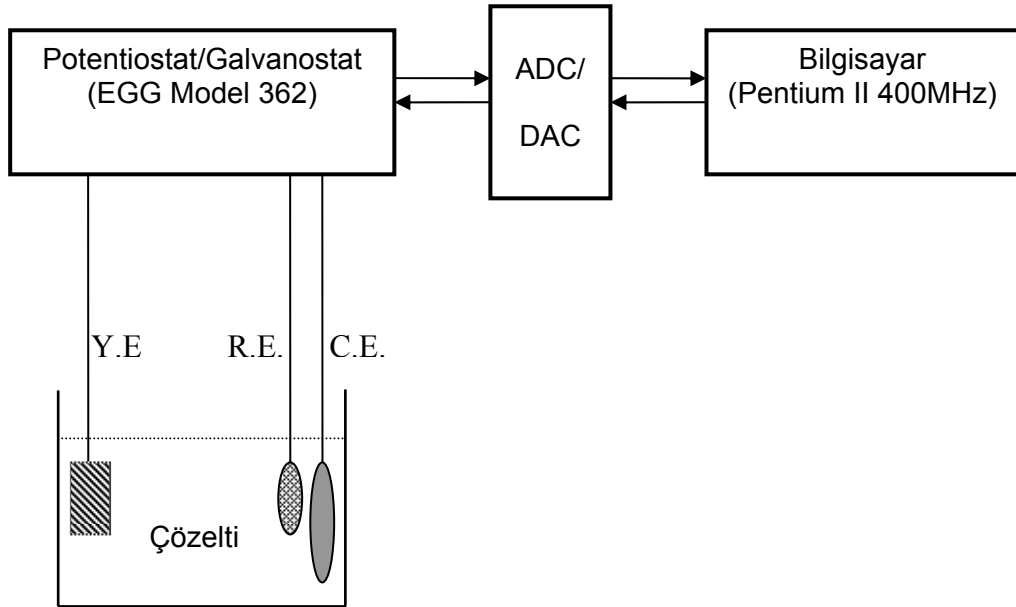 Potentiostat/Galvanostat
(EGG Model 362)
ADC/
DAC
Bilgisayar
(Pentium II 400MHz)
Y.E
R.E.
C.E.
Çözelti